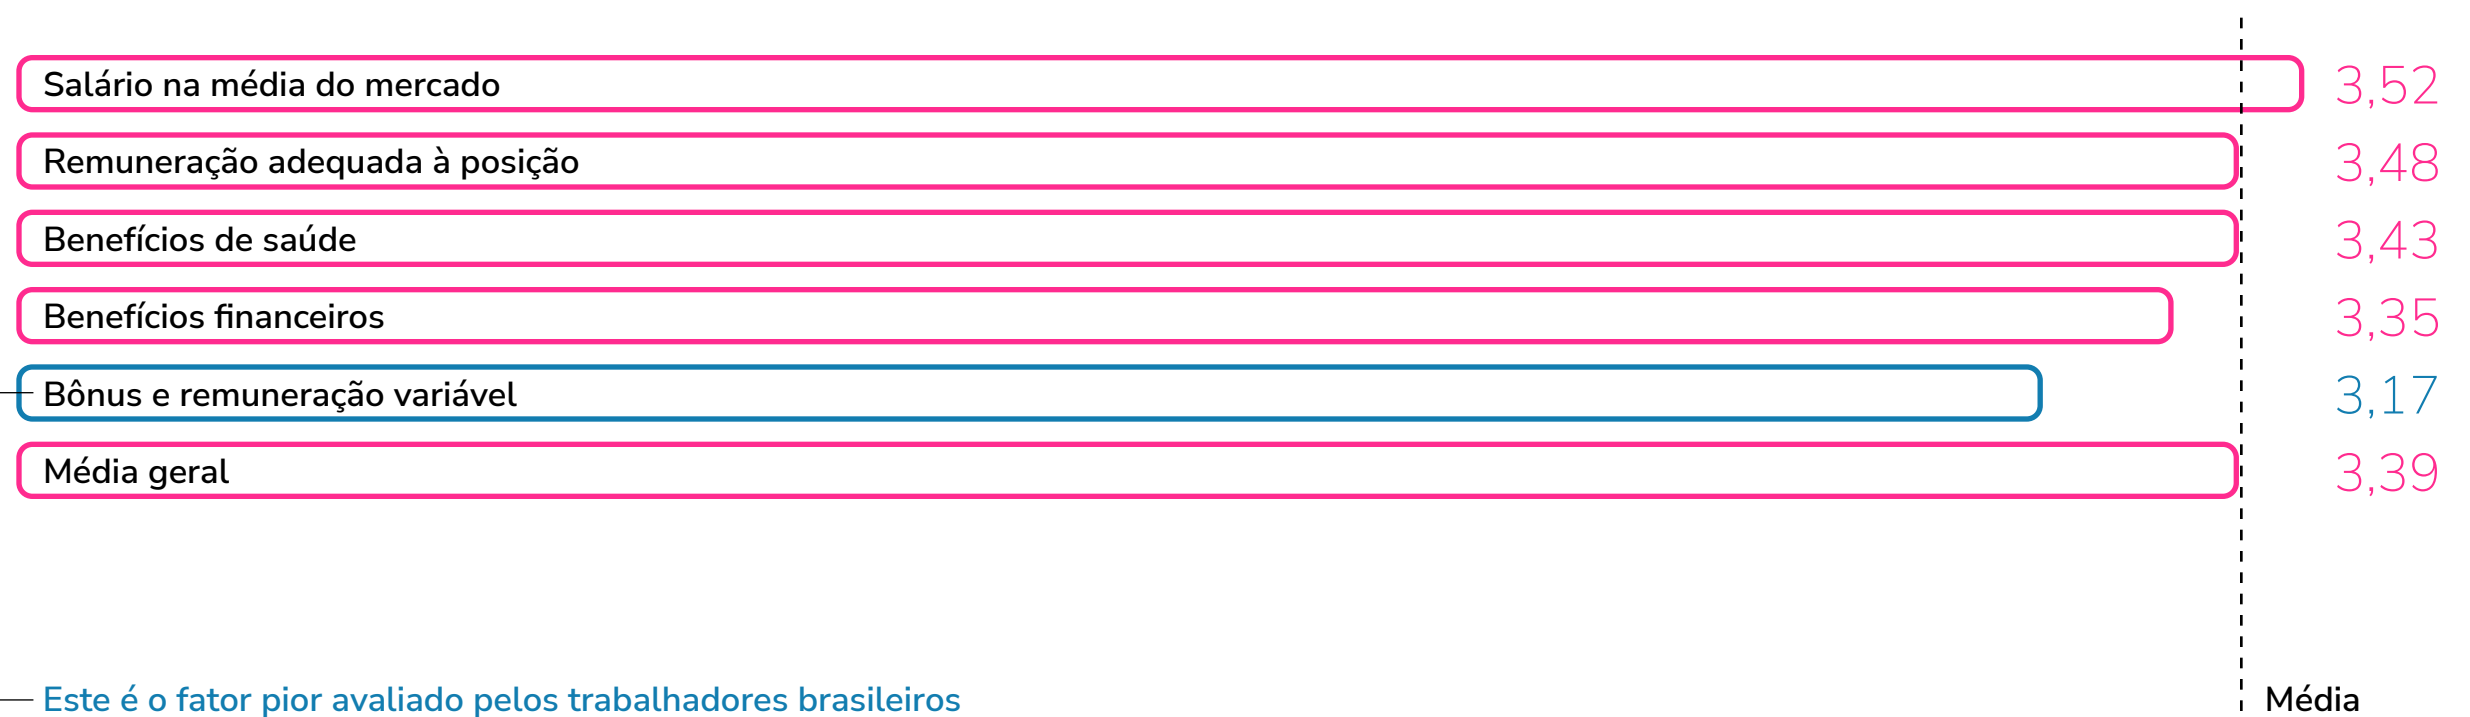 Salário na média do mercado 3,52
Remuneração adequada à posição 3,48
Benefícios de saúde 3,43
Benefícios financeiros 3,35
Bônus e remuneração variável 3,17
Média geral 3,39
Este é o fator pior avaliado pelos trabalhadores brasileiros
Média